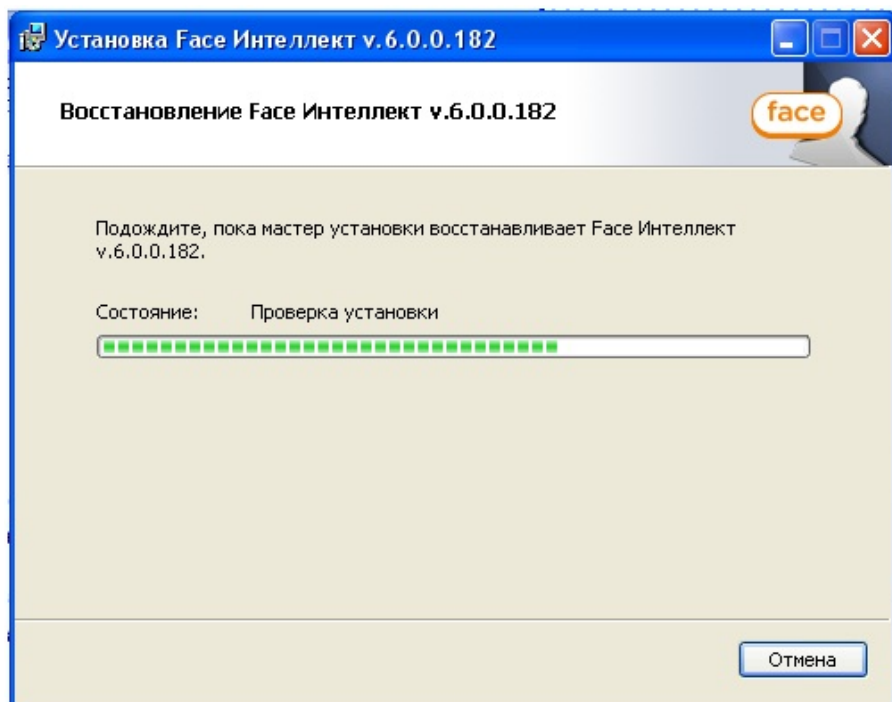 Установка Face Интеллект v.6.0.0.182
Восстановление Face Интеллект v.6.0.0.182
face
Подождите, пока мастер установки восстанавливает Face Интеллект
v.6.0.0.182.
Состояние: Проверка установки
Отмена